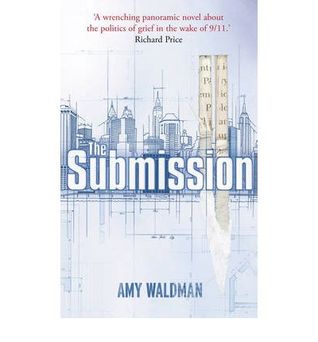 ‘A wrenching panoramic novel about
the politics of grief in the wake of 9/11.’
Richard Price
The
Submission
AMY WALDMAN